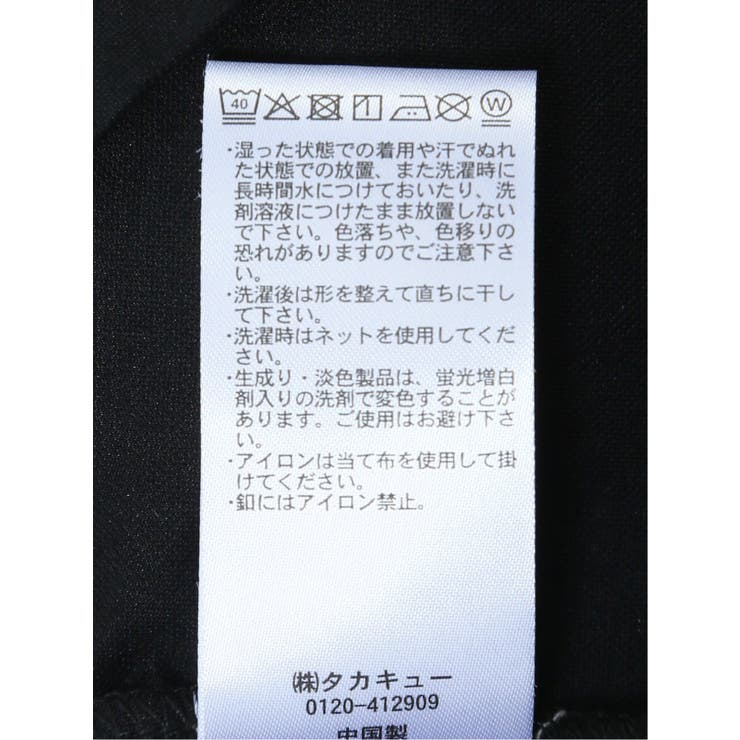 40 W
・湿った状態での着用や汗でぬれ
た状態での放置、また洗濯時に
長時間水につけておいたり、洗
剤溶液につけたまま放置しない
で下さい。色落ちや、色移りの
恐れがありますのでご注意下さ
い。
・洗濯後は形を整えて直ちに干し
て下さい。
・洗濯時はネットを使用してくだ
さい。
・生成り・淡色製品は、蛍光増白
剤入りの洗剤で変色することが
あります。ご使用はお避け下さ
い。
・アイロンは当て布を使用して掛
けてください。
・釦にはアイロン禁止。
㈱タカキュー
0120-412909
中国製